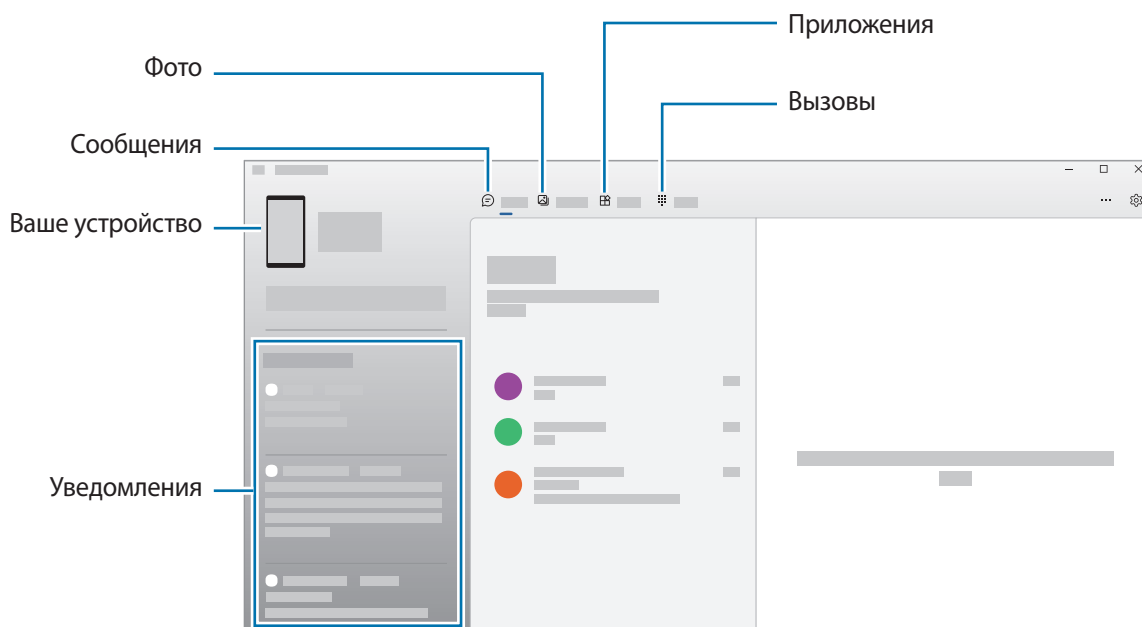 Приложения
Фото
Вызовы
Сообщения
Ваше устройство
Уведомления